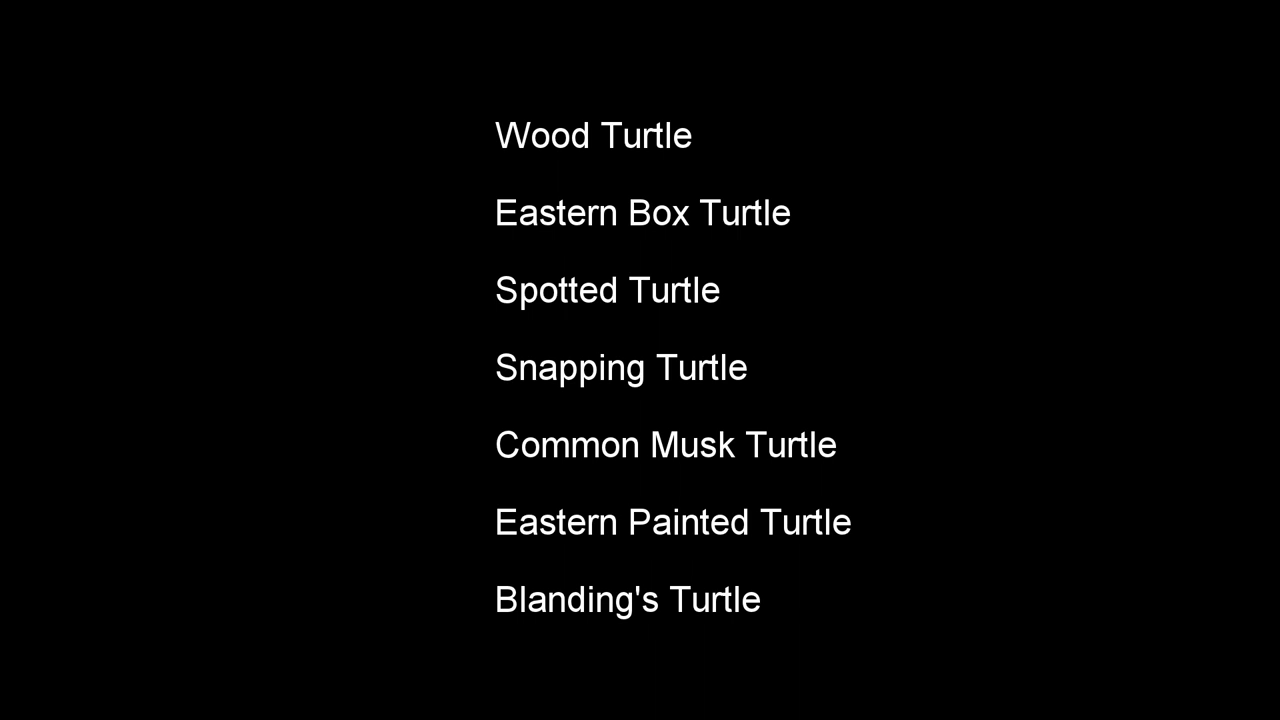 Wood Turtle
Eastern Box Turtle
Spotted Turtle
Snapping Turtle
Common Musk Turtle
Eastern Painted Turtle
Blanding's Turtle